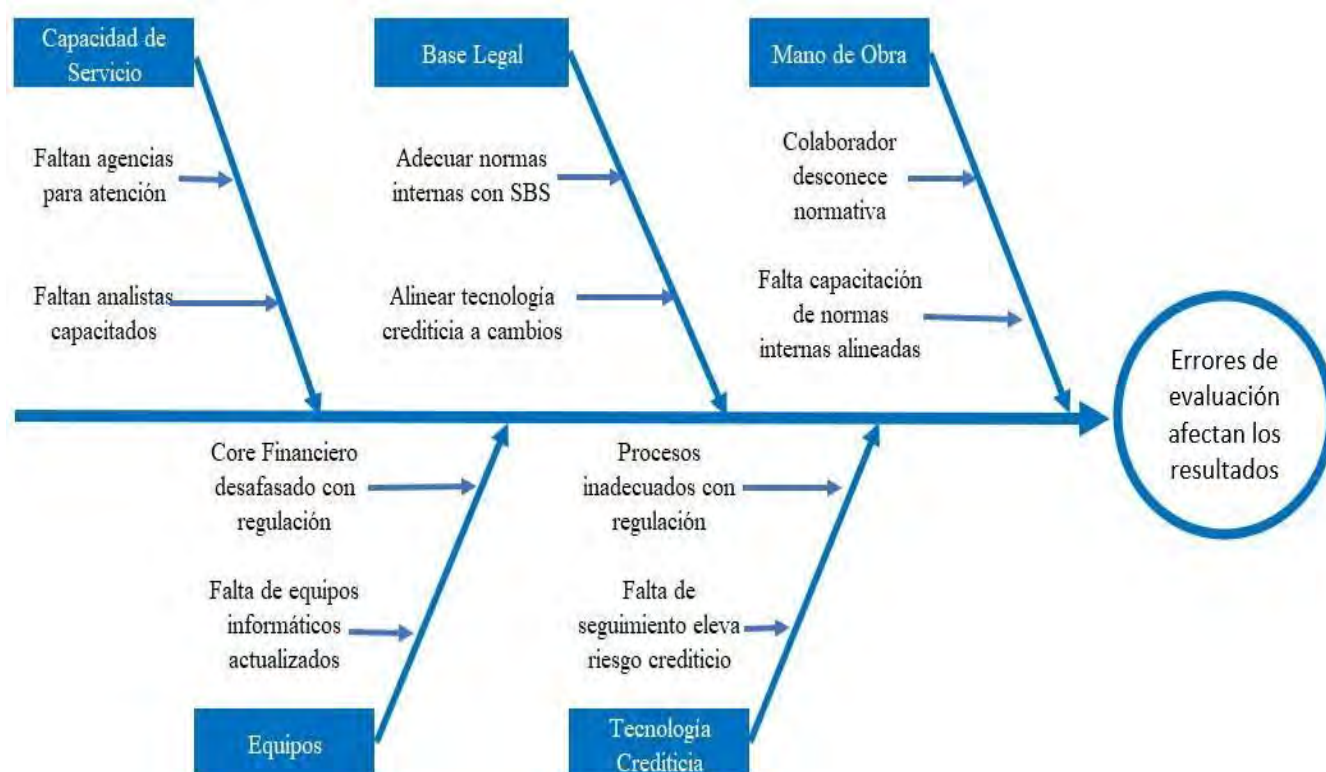 Capacidad de
Servicio
Base Legal
Mano de Obra
Faltan agencias
para atención
Adecuar normas
internas con SBS
Colaborador
desconece
normativa
Faltan analistas
capacitados
Alinear tecnología
crediticia a cambios
Falta capacitación
de normas
internas alineadas
Errores de
evaluación
afectan los
resultados
Core Financiero
desafasado con
regulación
Procesos
inadecuados con
regulación
Falta de equipos
informáticos
actualizados
Falta de
seguimiento eleva
riesgo crediticio
Equipos
Tecnología
Crediticia